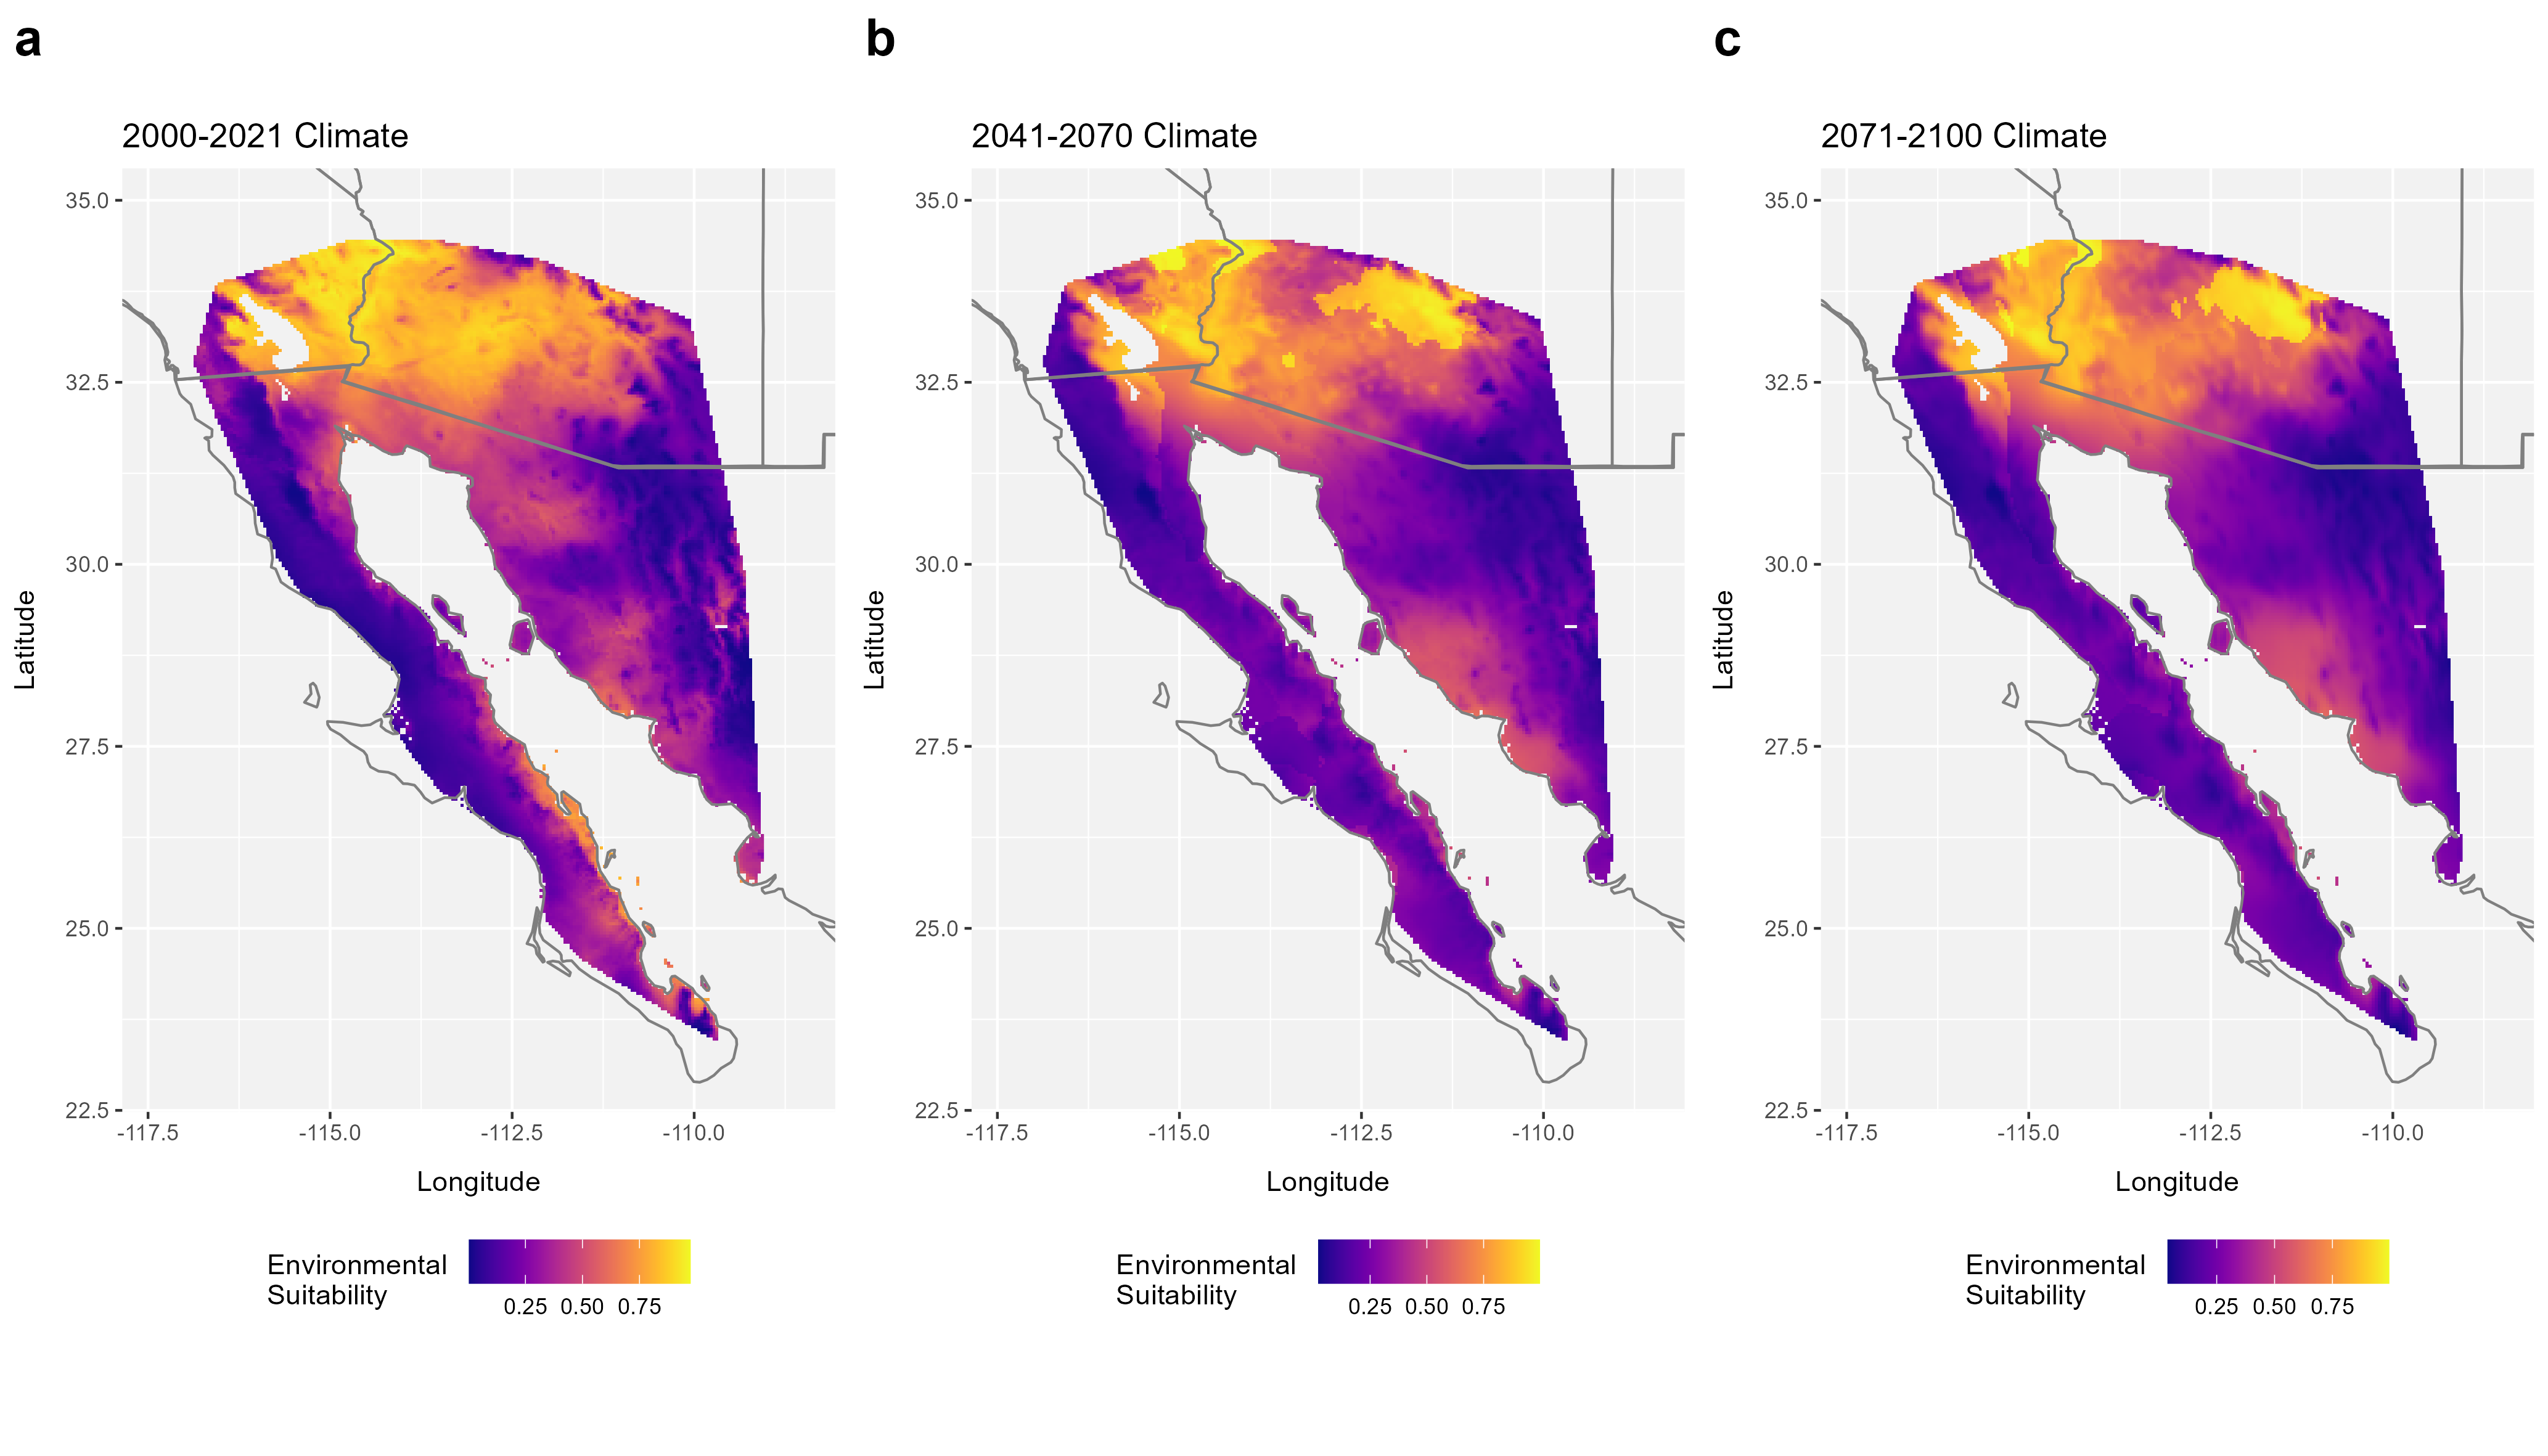 a
b
c
2000-2021 Climate
2041-2070 Climate
2071-2100 Climate
Latitude
35.0
32.5
30.0
27.5
25.0
22.5
-117.5 -115.0 -112.5 -110.0
Longitude
Environmental
Suitability
0.25 0.50 0.75
Latitude
35.0
32.5
30.0
27.5
25.0
22.5
-117.5 -115.0 -112.5 -110.0
Longitude
Environmental
Suitability
0.25 0.50 0.75
Latitude
35.0
32.5
30.0
27.5
25.0
22.5
-117.5 -115.0 -112.5 -110.0
Longitude
Environmental
Suitability
0.25 0.50 0.75